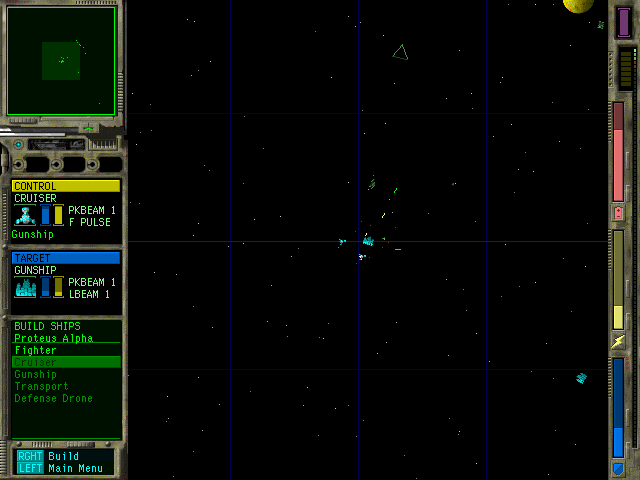 CONTROL
CRUISER
PKBEAM 1
F PULSE
Gunship
TARGET
GUNSHIP
PKBEAM 1
LBEAM 1
BUILD SHIPS
Proteus Alpha
Fighter
Cruiser
Gunship
Transport
Defense Drone
RGHT Build
LEFT Main Menu